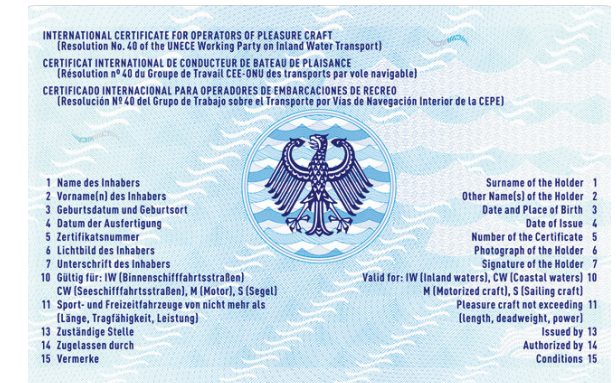 INTERNATIONAL CERTIFICATE FOR OPERATORS OF PLEASURE CRAFT
(Resolution No. 40 of the UNECE Working Party on Inland Water Transport)
CERTIFICAT INTERNATIONAL DE CONDUCTEUR DE BATEAU DE PLAISANCE
(Résolution nº 40 du Groupe de Travail CEE-ONU des transports par vole navigable)
CERTIFICADO INTERNACIONAL PARA OPERADORES DE EMBARCACIONES DE RECREO
(Resolución Nº 40 del Grupo de Trabajo sobre el Transporte por Vías de Navegación Interior de la CEPE)
1 Name des Inhabers
2 Vorname(n) des Inhabers
3 Geburtsdatum und Geburtsort
4 Datum der Ausfertigung
5 Zertifikatsnummer
6 Lichtbild des Inhabers
7 Unterschrift des Inhabers
10 Gültig für: IW (Binnenschifffahrtsstraßen)
CW (Seeschifffahrtsstraßen), M (Motor), S (Segel)
11 Sport- und Freizeitfahrzeuge von nicht mehr als
(Länge, Tragfähigkeit, Leistung)
13 Zuständige Stelle
14 Zugelassen durch
15 Vermerke
Surname of the Holder 1
Other Name(s) of the Holder 2
Date and Place of Birth 3
Date of Issue 4
Number of the Certificate 5
Photograph of the Holder 6
Signature of the Holder 7
Valid for: IW (Inland waters), CW (Coastal waters) 10
M (Motorized craft), S (Sailing craft)
Pleasure craft not exceeding 11
(length, deadweight, power)
Issued by 13
Authorized by 14
Conditions 15